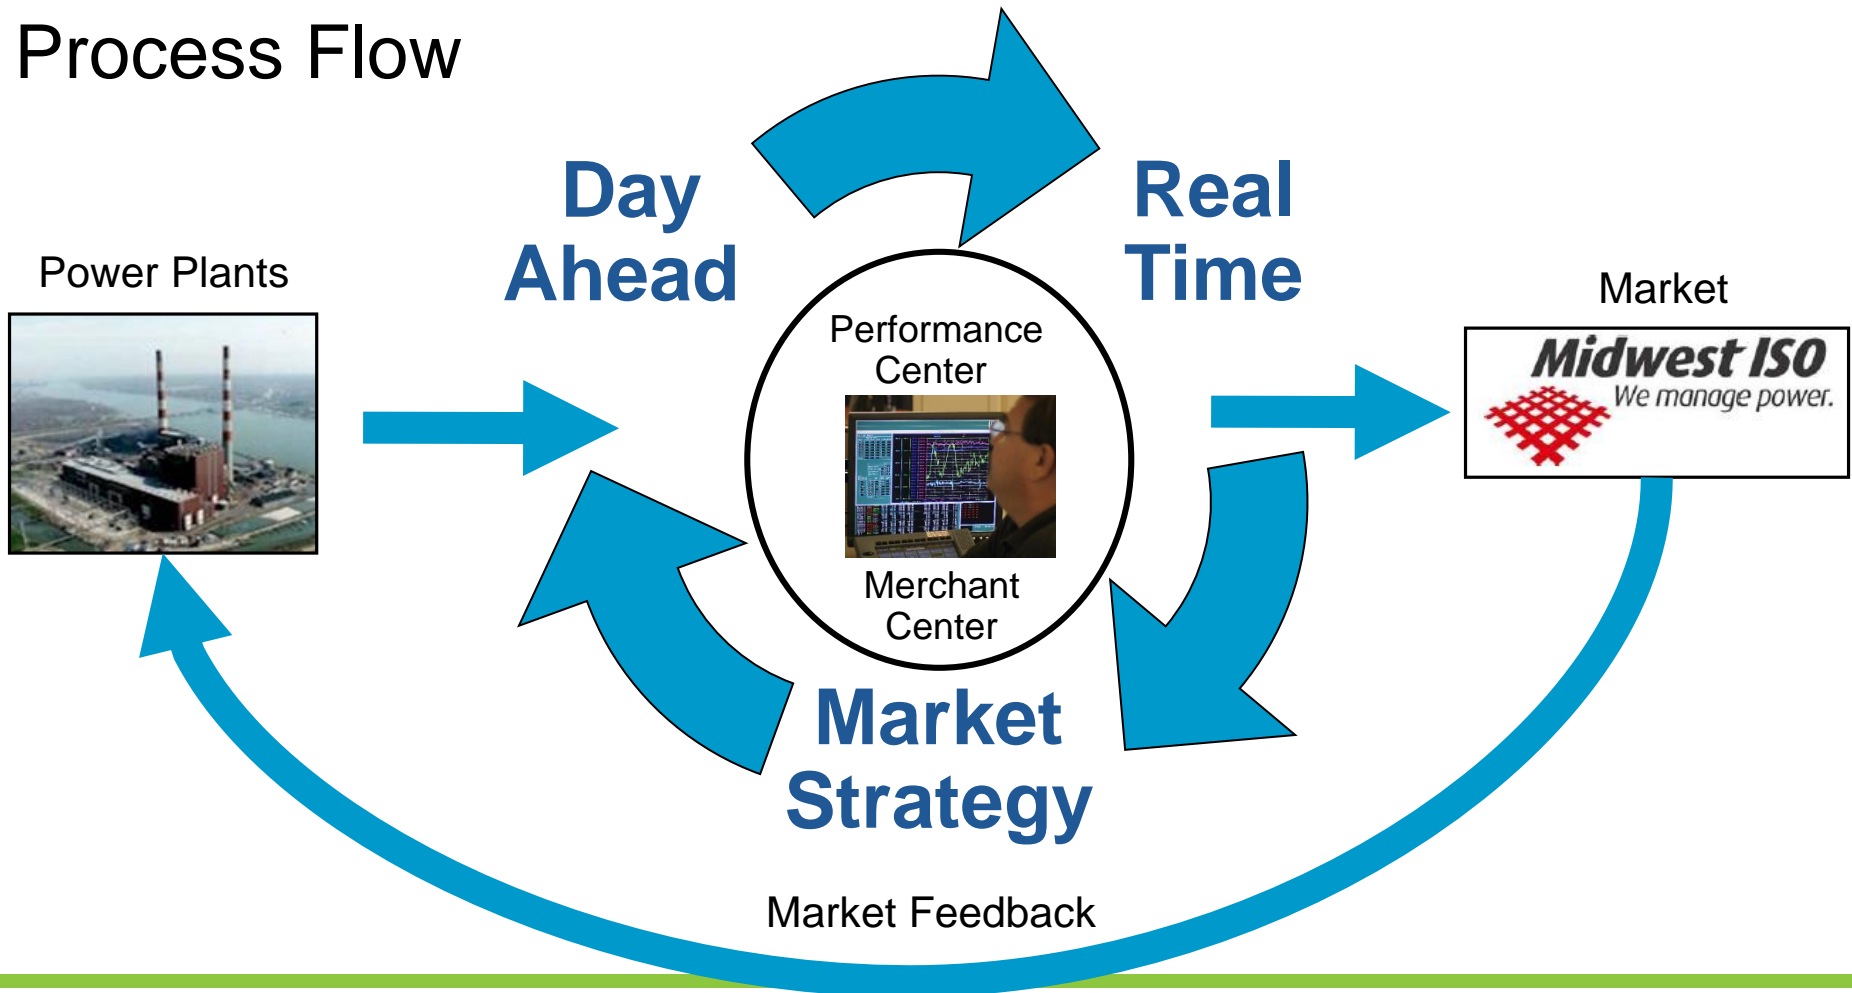 Process Flow
Day
Ahead
Real
Time
Power Plants
Market
Performance
Center
Midwest ISO
We manage power.
Merchant
Center
Market
Strategy
Market Feedback